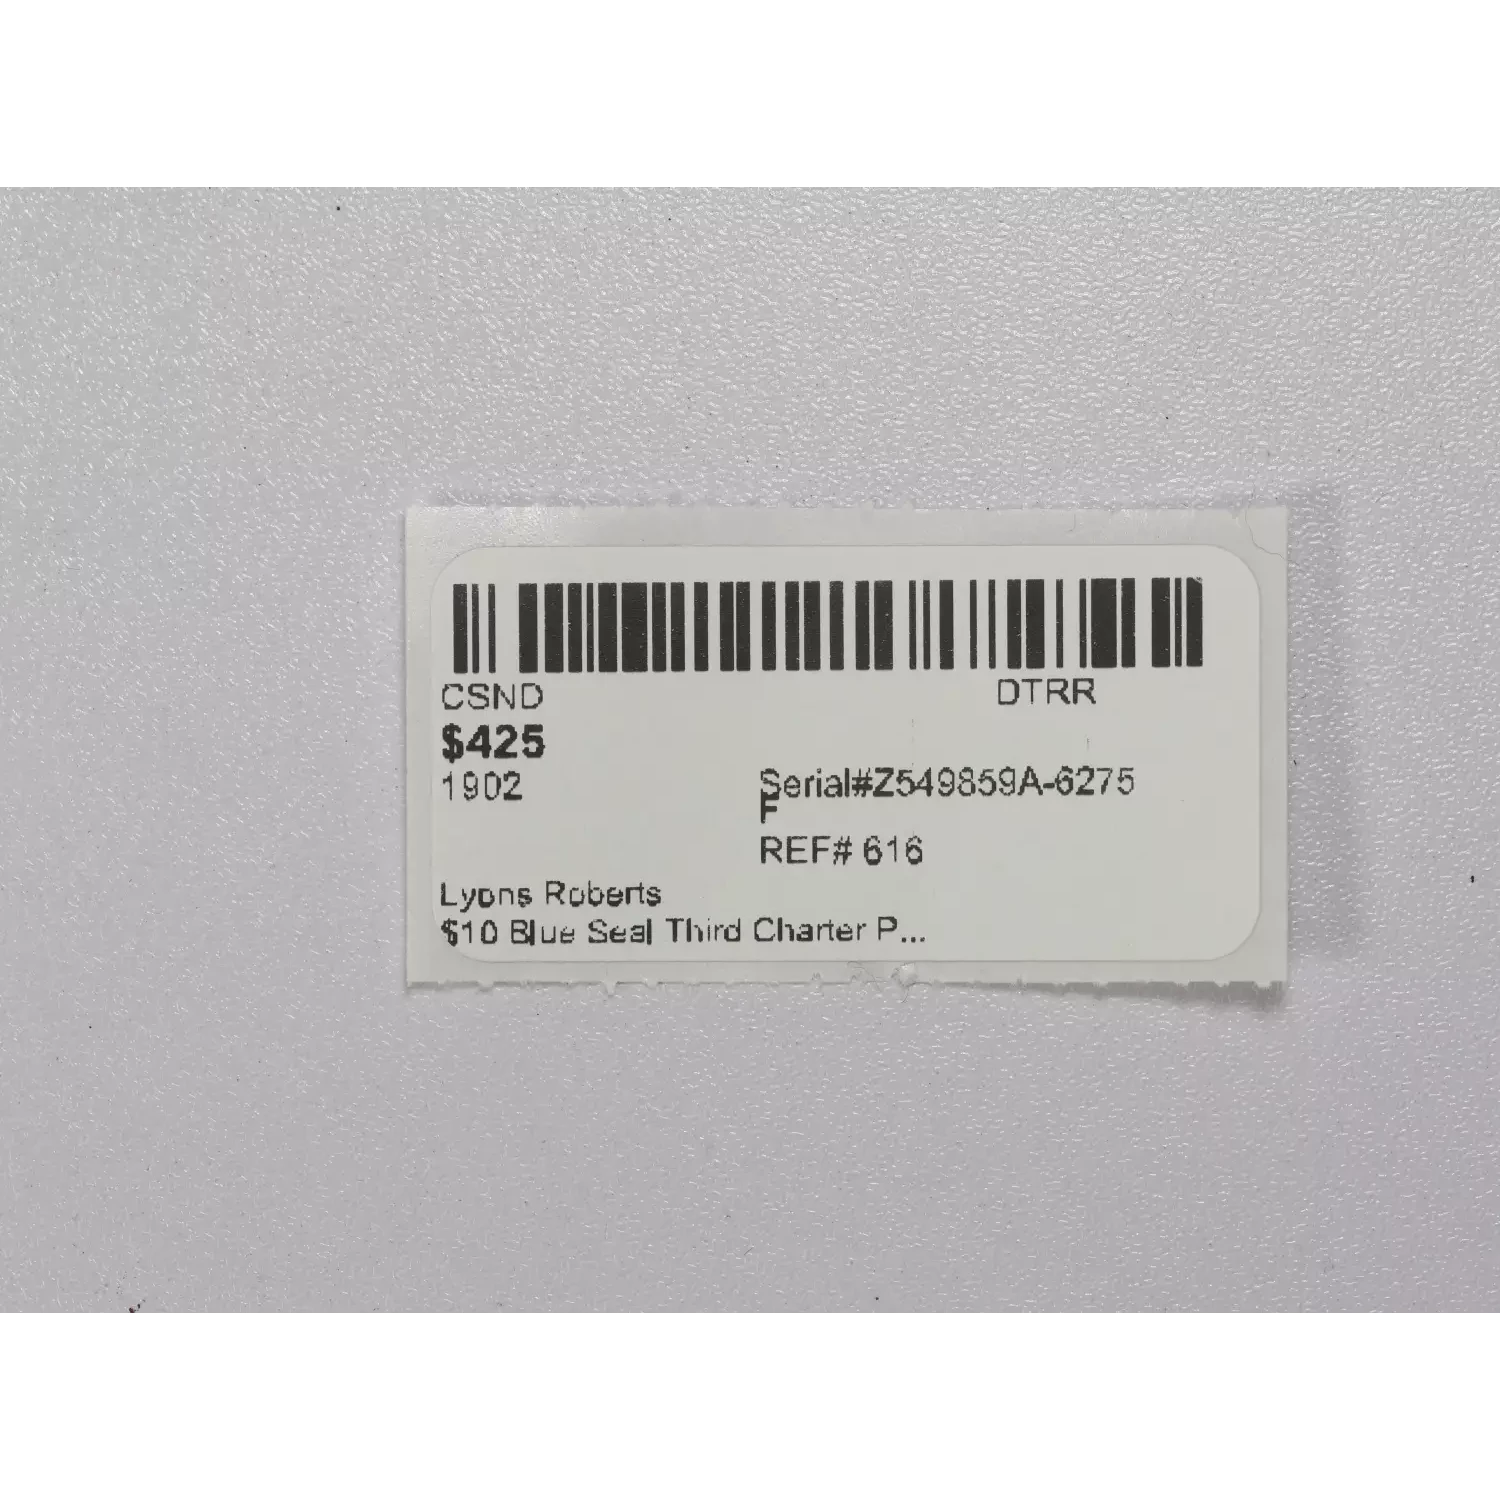 CSND DTRR
$425
1902 Serial#Z549859A-6275
F
REF# 616
Lyons Roberts
$10 Blue Seal Third Charter P...